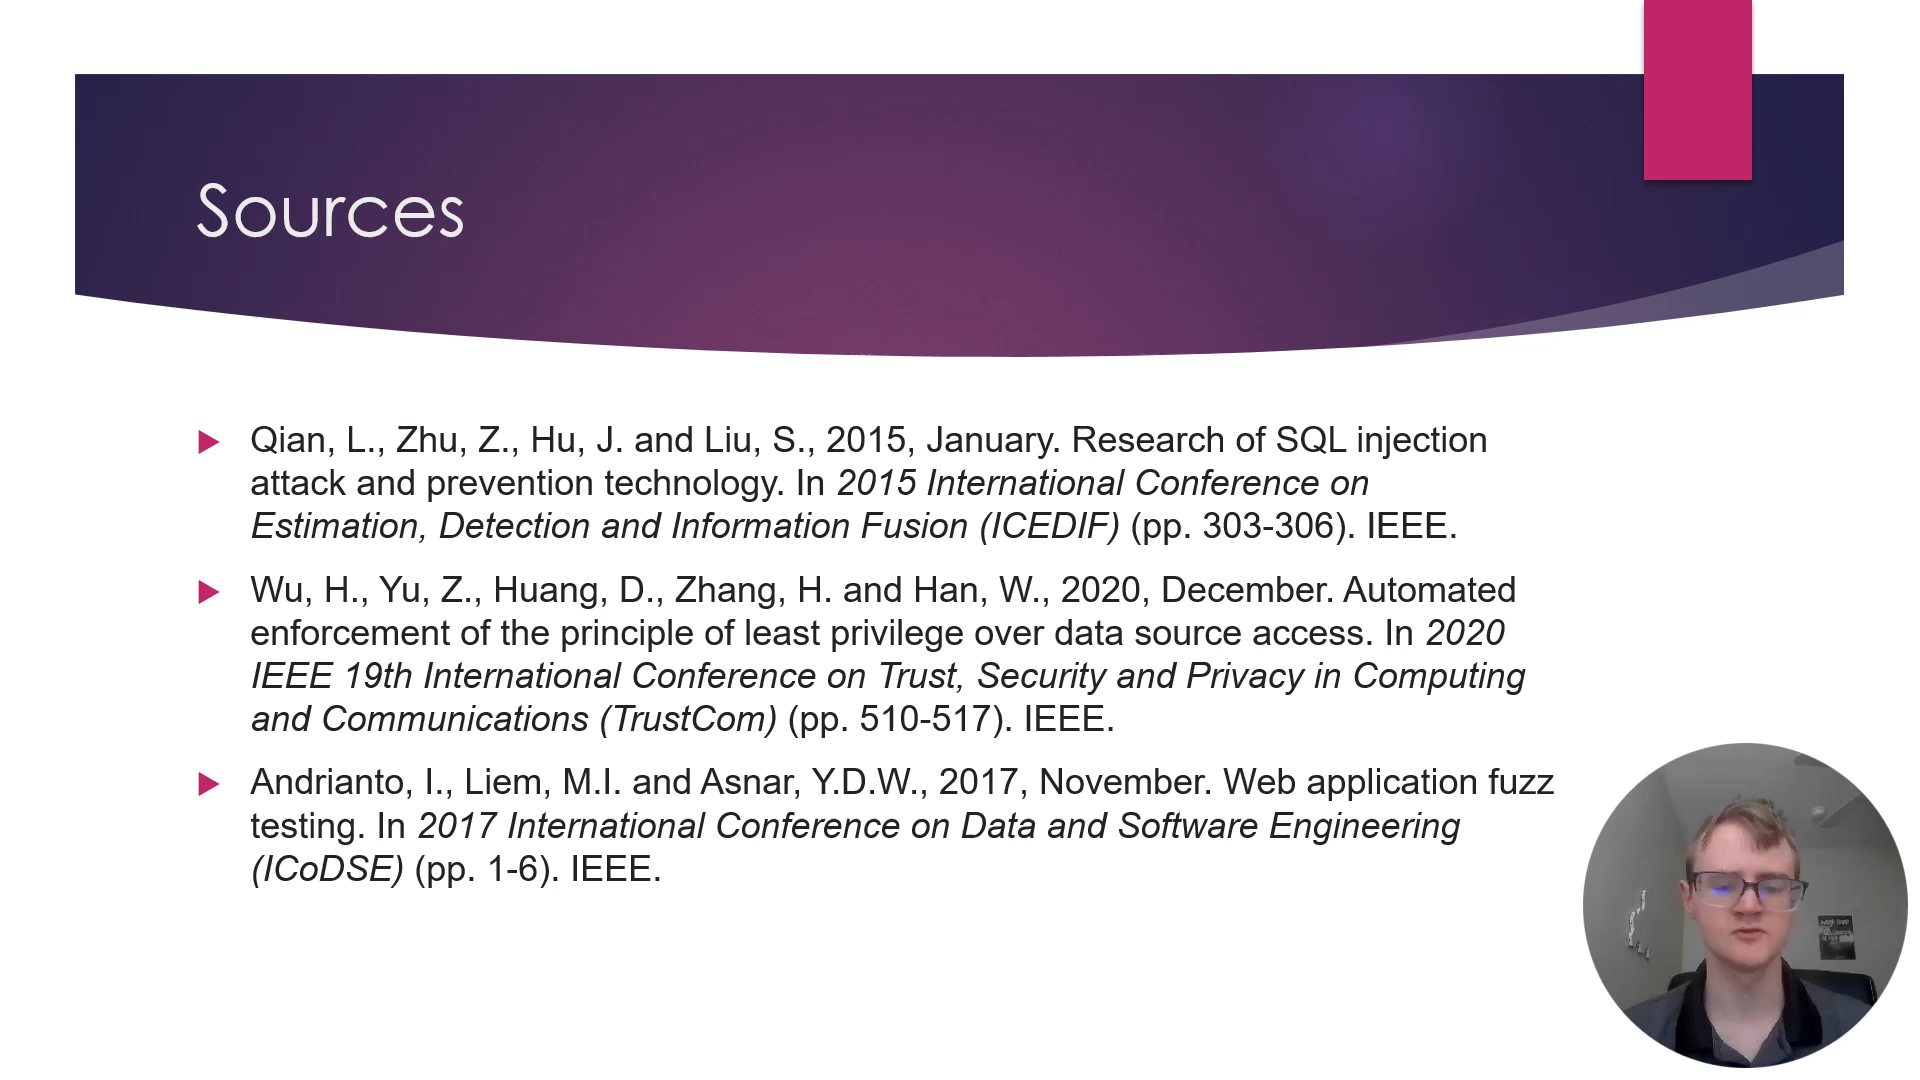 Sources
Qian, L., Zhu, Z., Hu, J. and Liu, S., 2015, January. Research of SQL injection
attack and prevention technology. In 2015 International Conference on
Estimation, Detection and Information Fusion (ICEDIF) (pp. 303-306). IEEE.
Wu, H., Yu, Z., Huang, D., Zhang, H. and Han, W., 2020, December. Automated
enforcement of the principle of least privilege over data source access. In 2020
IEEE 19th International Conference on Trust, Security and Privacy in Computing
and Communications (TrustCom) (pp. 510-517). IEEE.
Andrianto, I., Liem, M.I. and Asnar, Y.D.W., 2017, November. Web application fuzz
testing. In 2017 International Conference on Data and Software Engineering
(ICoDSE) (pp. 1-6). IEEE.